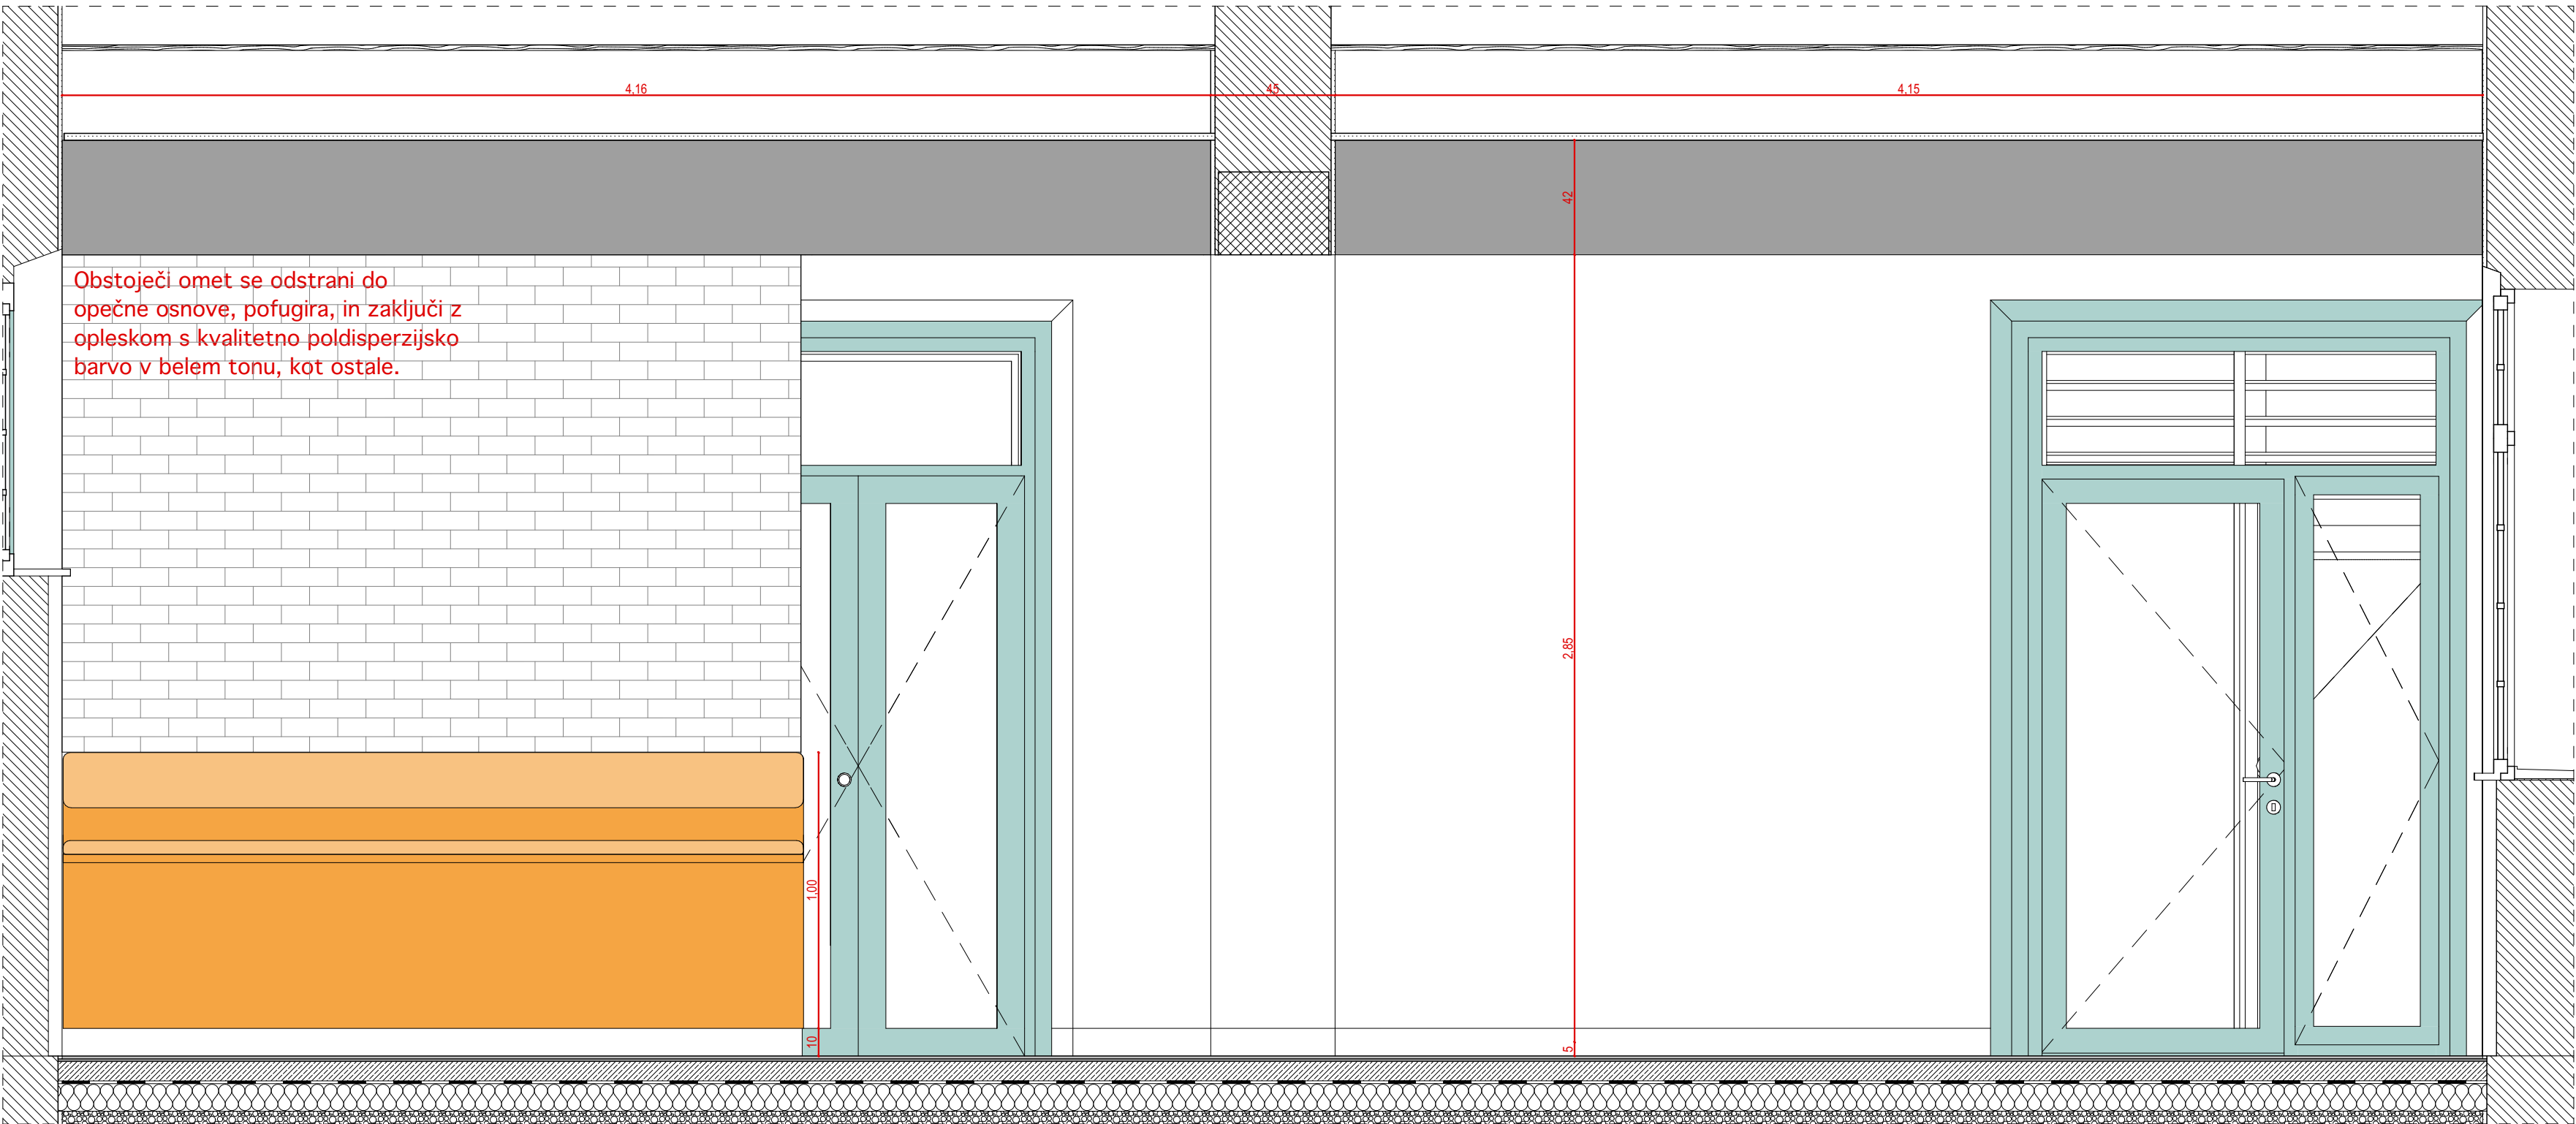 4,16
45
4,15
42
Obstoječi omet se odstrani do
opečne osnove, pofugira, in zaključi z
opleskom s kvalitetno poldisperzijsko
barvo v belem tonu, kot ostale.
2,85
1,00
10
5